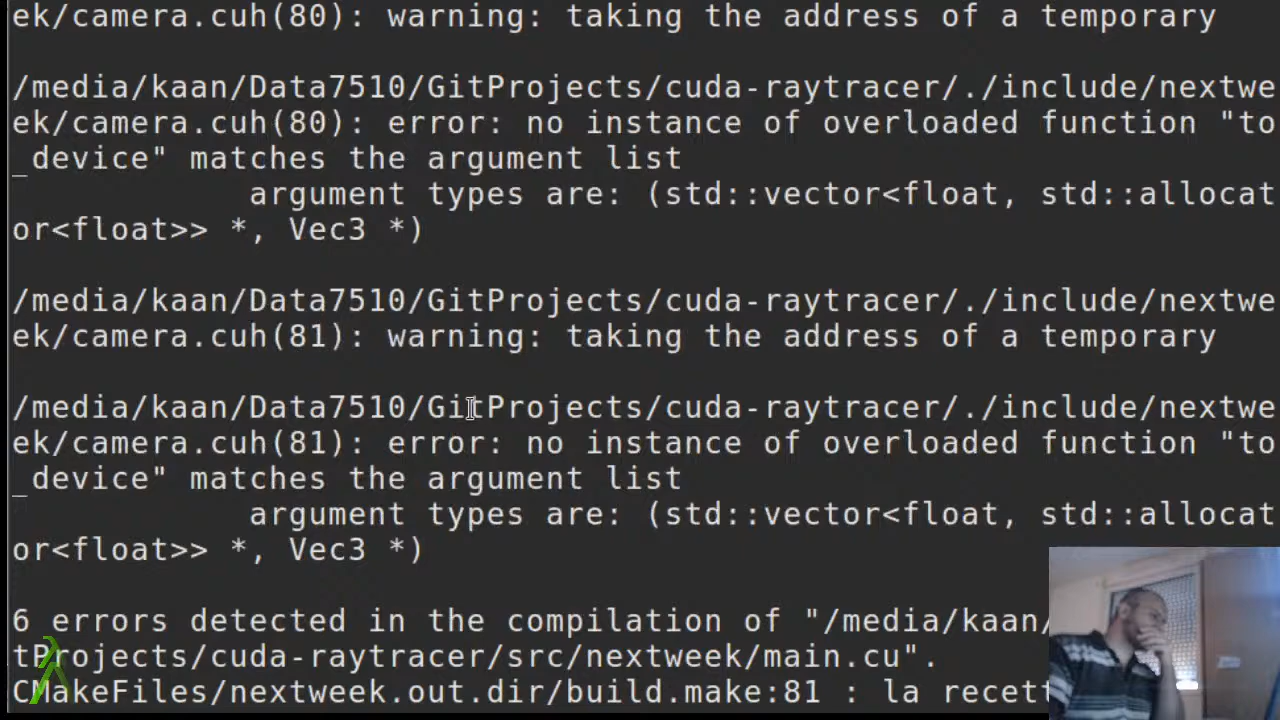 ek/camera.cuh(80): warning: taking the address of a temporary
/media/kaan/Data7510/GitProjects/cuda-raytracer/./include/nextwe
ek/camera.cuh(80): error: no instance of overloaded function "to
_device" matches the argument list
argument types are: (std::vector<float, std::allocat
or<float>> *, Vec3 *)
/media/kaan/Data7510/GitProjects/cuda-raytracer/./include/nextwe
ek/camera.cuh(81): warning: taking the address of a temporary
/media/kaan/Data7510/GitProjects/cuda-raytracer/./include/nextwe
ek/camera.cuh(81): error: no instance of overloaded function "to
_device" matches the argument list
argument types are: (std::vector<float, std::allocat
or<float>> *, Vec3 *)
6 errors detected in the compilation of "/media/kaan/
tProjects/cuda-raytracer/src/nextweek/main.cu".
CMakeFiles/nextweek.out.dir/build.make:81 : la recett